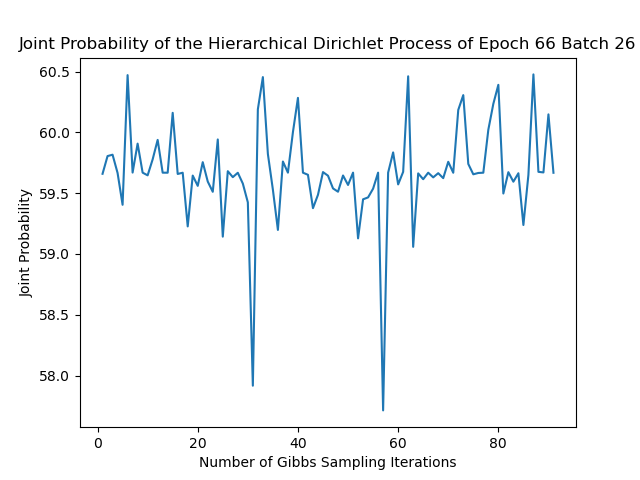 Joint Probability of the Hierarchical Dirichlet Process of Epoch 66 Batch 26
60.5
60.0
59.5
59.0
58.5
58.0
Joint Probability
0 20 40 60 80
Number of Gibbs Sampling Iterations